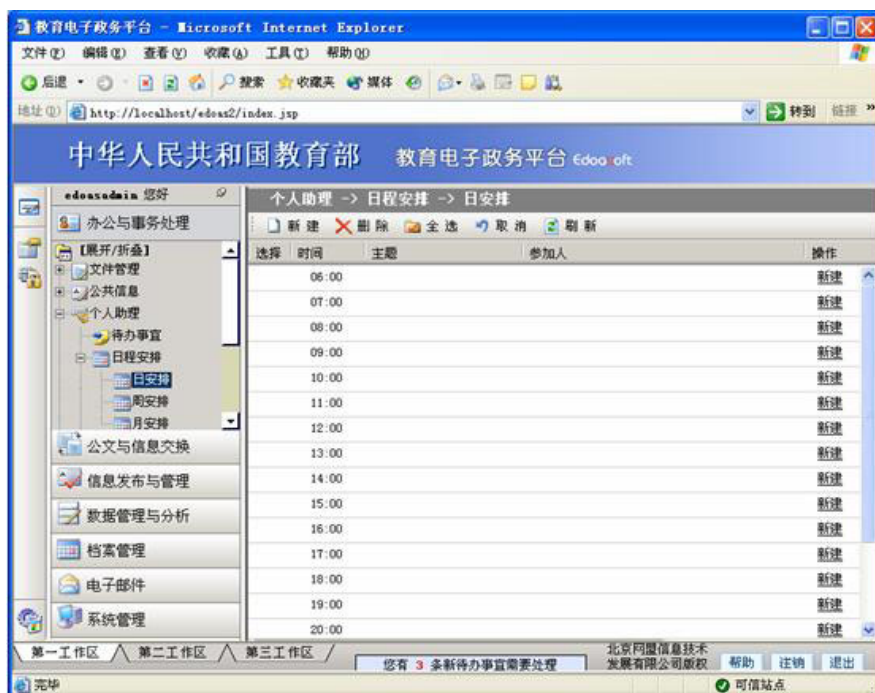 教育电子政务平台 - Microsoft Internet Explorer
文件(F) 编辑(E) 查看(V) 收藏(A) 工具(T) 帮助(H)
后退 搜索 收藏夹 媒体
地址(D) http://localhost/edoas2/index.jsp 转到 链接 »
中华人民共和国教育部 教育电子政务平台 Edoosoft
edoasadmin 您好
个人助理 -> 日程安排 -> 日安排
办公与事务处理
新建 删除 全选 取消 刷新
【展开/折叠】
选择 时间 主题 参加人 操作
文件管理
公共信息
个人助理
待办事宜
日程安排
日安排
周安排
月安排
06:00 新建
07:00 新建
08:00 新建
09:00 新建
10:00 新建
11:00 新建
12:00 新建
13:00 新建
14:00 新建
15:00 新建
16:00 新建
17:00 新建
18:00 新建
19:00 新建
20:00 新建
公文与信息交换
信息发布与管理
数据管理与分析
档案管理
电子邮件
系统管理
第一工作区 第二工作区 第三工作区
您有 3 条新待办事宜需要处理
北京网盟信息技术
发展有限公司版权
帮助 注销 退出
完毕 可信站点